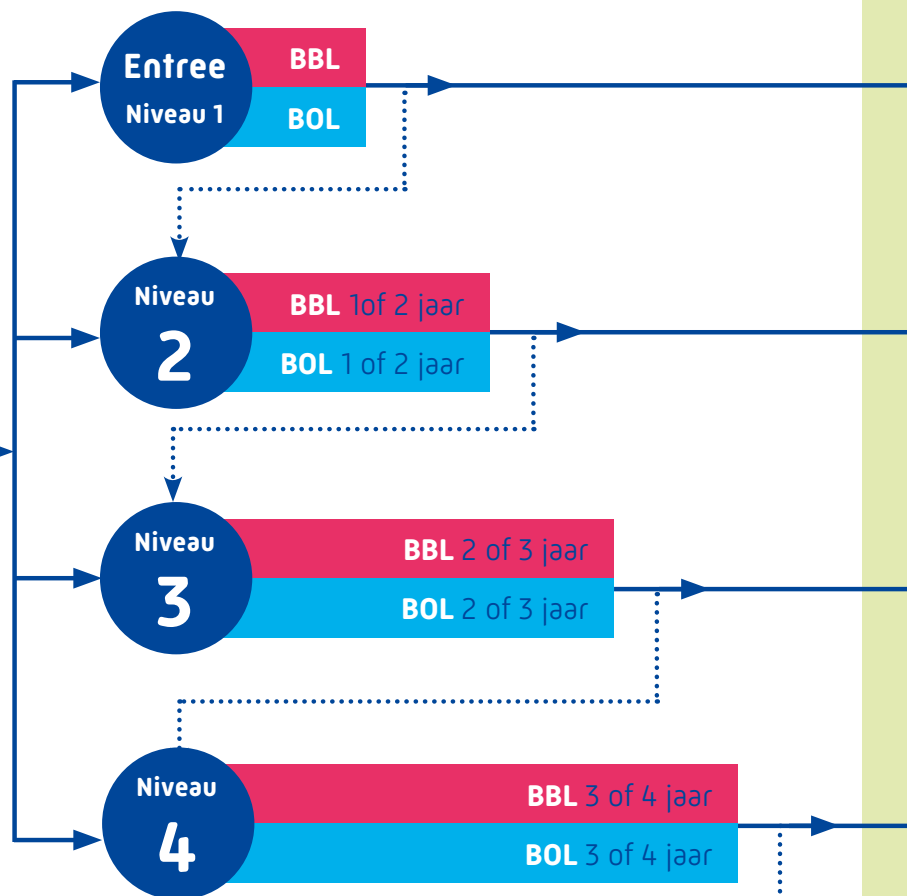 Entree
Niveau 1
BBL
BOL
Niveau
2
BBL 1of 2 jaar
BOL 1 of 2 jaar
Niveau
3
BBL 2 of 3 jaar
BOL 2 of 3 jaar
Niveau
4
BBL 3 of 4 jaar
BOL 3 of 4 jaar